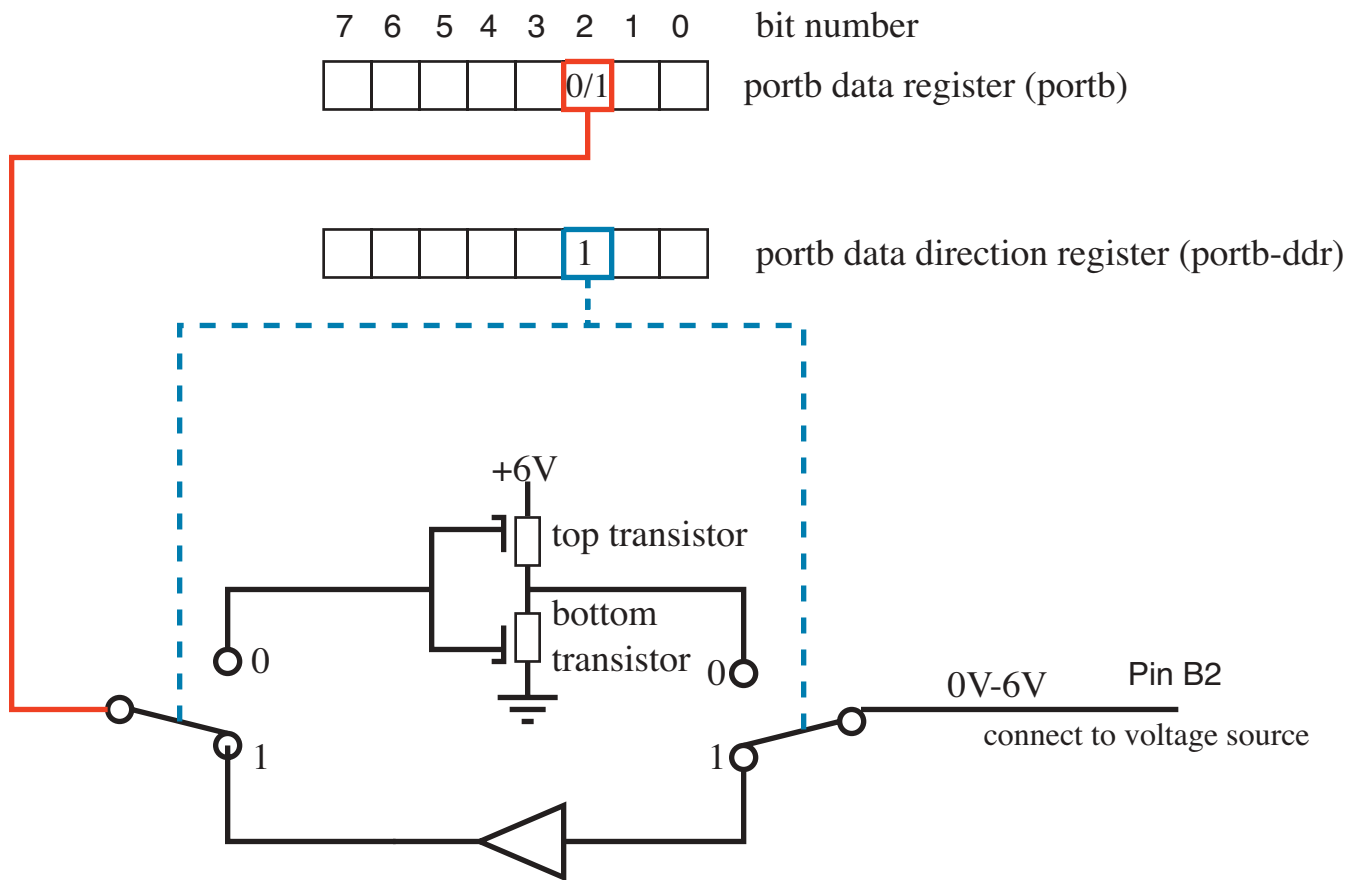 7 6 5 4 3 2 1 0 bit number
0/1 portb data register (portb)
1 portb data direction register (portb-ddr)
+6V
top transistor
bottom
transistor
0
0
0V-6V
Pin B2
connect to voltage source
1
1